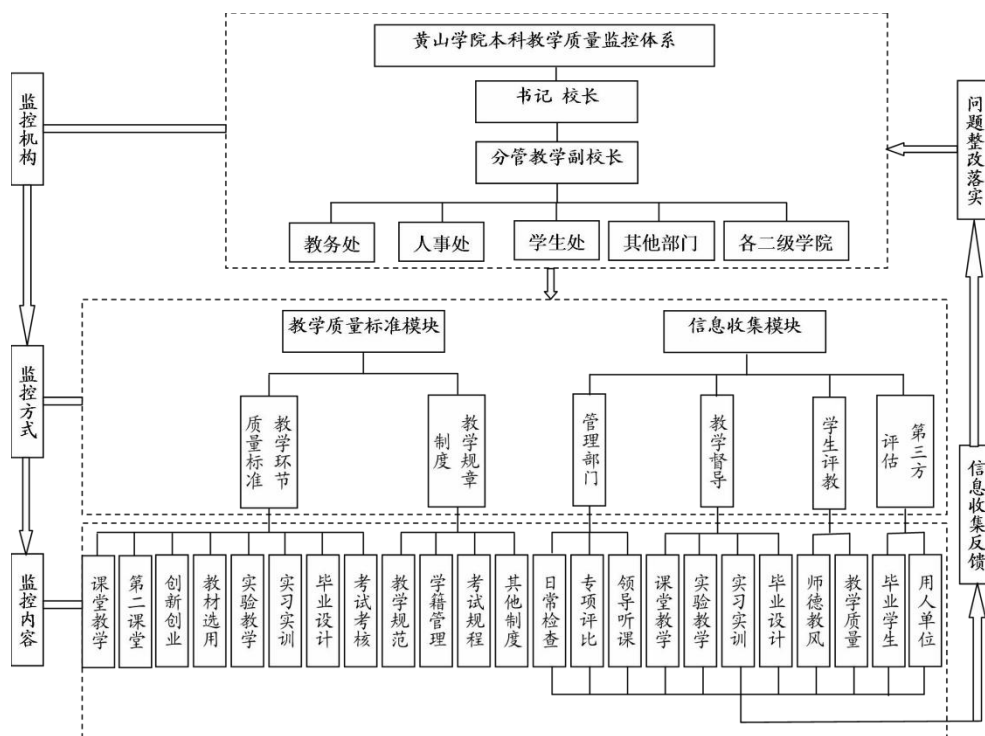 黄山学院本科教学质量监控体系
书记 校长
分管教学副校长
教务处
人事处
学生处
其他部门
各二级学院
监控机构
问题整改落实
教学质量标准模块
信息收集模块
监控方式
教学环节
质量标准
教学规章
制度
管理部门
教学督导
学生评教
第三方
评估
信息收集反馈
监控内容
课堂教学
第二课堂
创新创业
教材选用
实验教学
实习实训
毕业设计
考试考核
教学规范
学籍管理
考试规程
其他制度
日常检查
专项评比
领导听课
课堂教学
实验教学
实习实训
毕业设计
师德教风
教学质量
毕业学生
用人单位